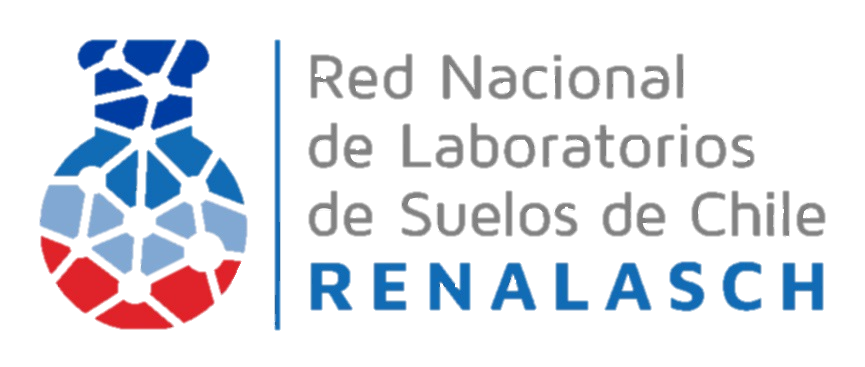 Red Nacional
de Laboratorios
de Suelos de Chile
RENALASCH